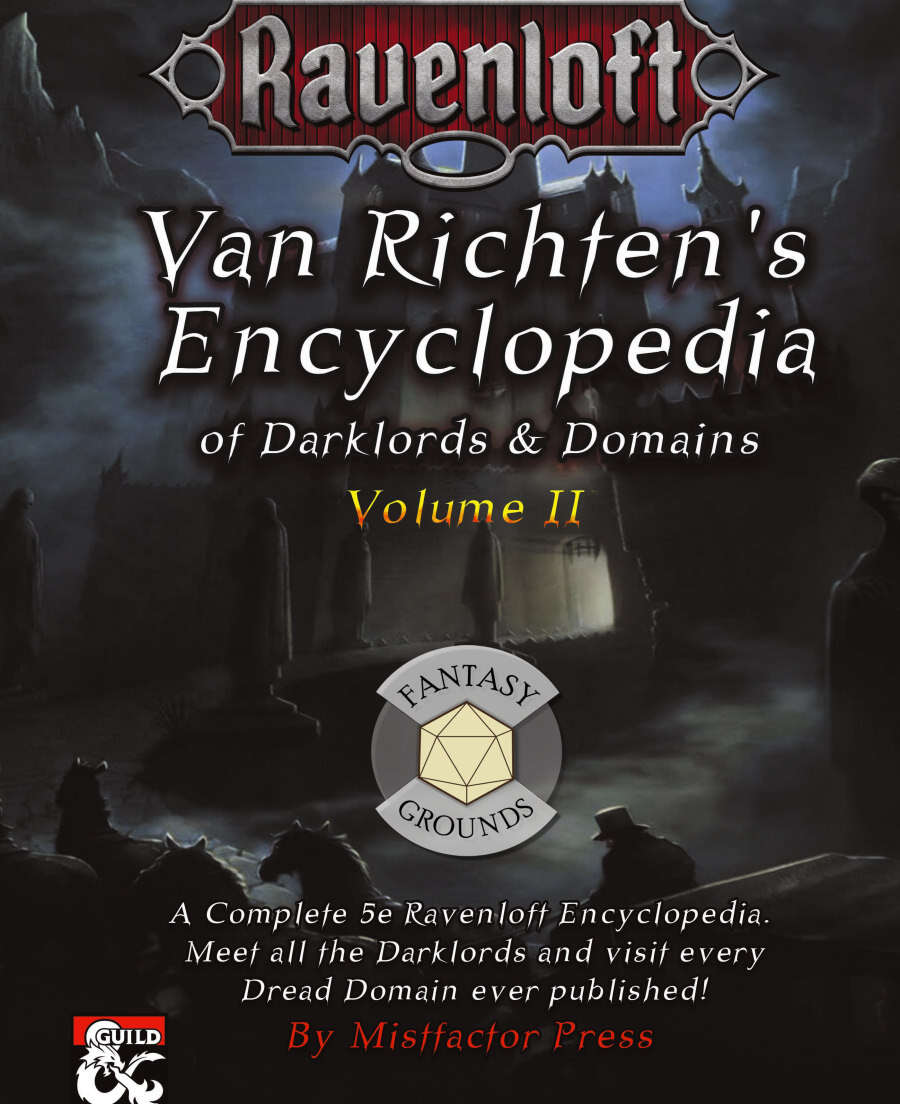 Ravenloft
Van Richten's
Encyclopedia
of Darklords & Domains
Volume II
FANTASY
GROUNDS
A Complete 5e Ravenloft Encyclopedia.
Meet all the Darklords and visit every
Dread Domain ever published!
By Mistfactor Press
GUILD